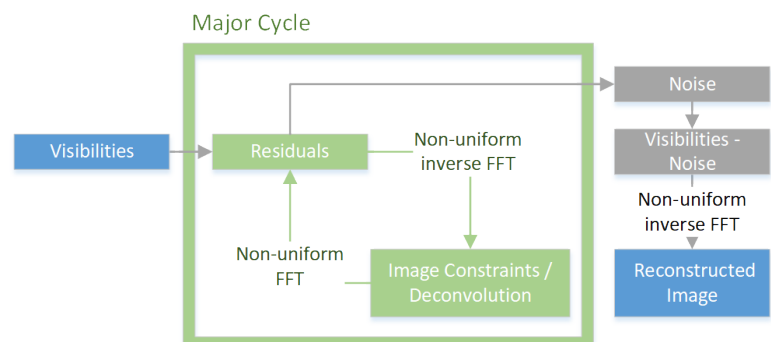 Major Cycle
Noise
Visibilities
Residuals
Non-uniform
inverse FFT
Visibilities -
Noise
Non-uniform
inverse FFT
Non-uniform
FFT
Image Constraints /
Deconvolution
Reconstructed
Image